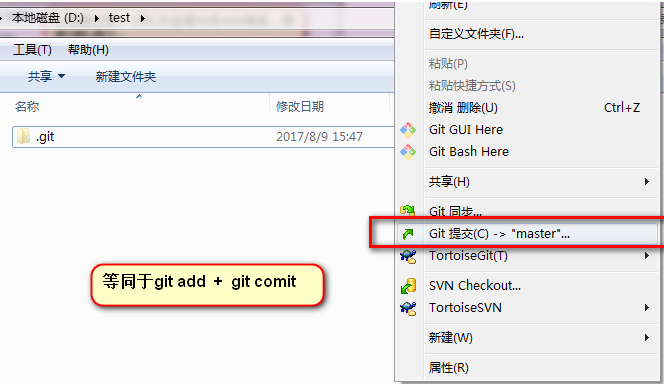 刷新(E)
本地磁盘 (D:) ▸ test ▸
自定义文件夹(F)...
工具(T) 帮助(H)
粘贴(P)
共享 新建文件夹
粘贴快捷方式(S)
名称 修改日期
撤消 删除(U) Ctrl+Z
Git GUI Here
.git 2017/8/9 15:47
Git Bash Here
共享(H)
Git 同步...
Git 提交(C) -> "master"...
TortoiseGit(T)
等同于git add + git comit
SVN Checkout...
TortoiseSVN
新建(W)
属性(R)